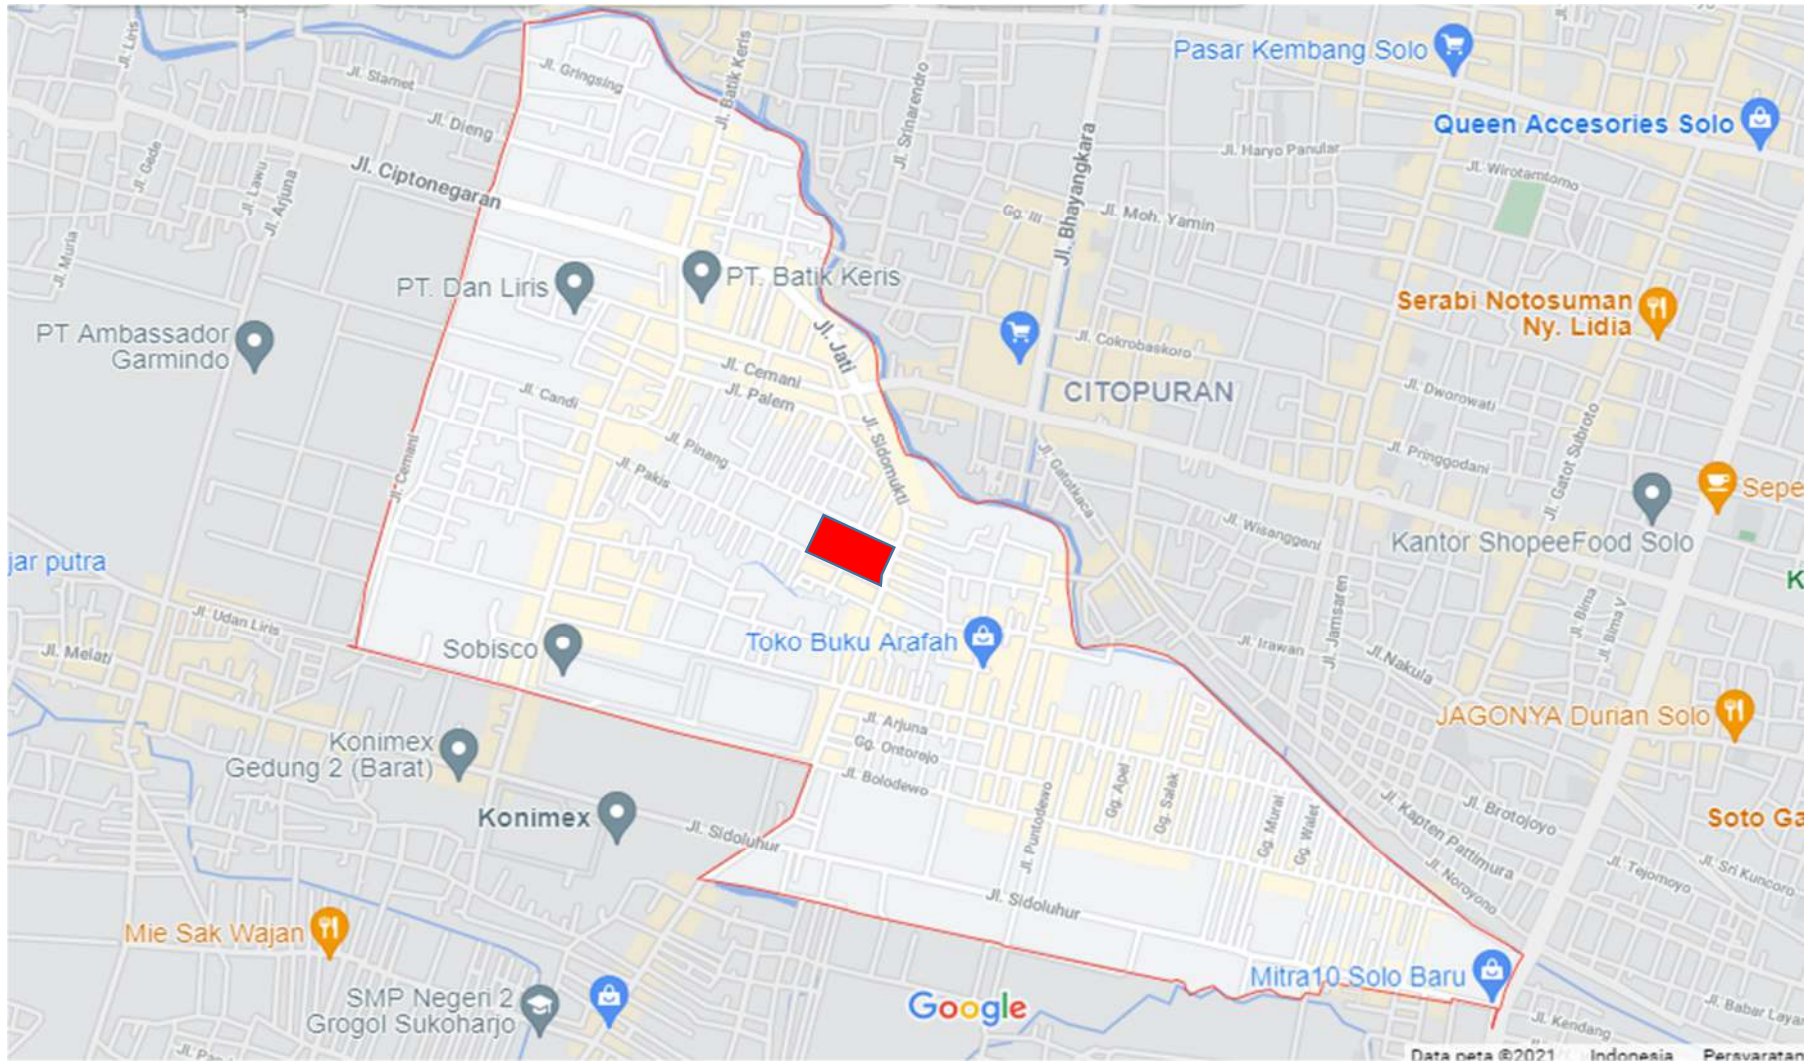 Jl. Liris
Jl. Slamet
Jl. Gringsing
Jl. Batik Keris
Jl. Srinarendro
Pasar Kembang Solo
Queen Accesories Solo
Jl. Dieng
Jl. Gede
Jl. Lawu
Jl. Arjuna
Jl. Muria
Jl. Ciptonegaran
Jl. Bhayangkara
Jl. Haryo Panular
Jl. Wirotamtomo
Gg. III
Jl. Moh. Yamin
PT. Dan Liris
PT. Batik Keris
PT Ambassador
Garmindo
Serabi Notosuman
Ny. Lidia
Jl. Jati
Jl. Cokrobaskoro
Jl. Cemani
Jl. Palem
Jl. Candi
CITOPURAN
Jl. Dworowati
Jl. Gatot Subroto
Jl. Pinang
Jl. Pakis
Jl. Sidomukti
Jl. Cemani
Jl. Gatotkaca
Jl. Pringgodani
Sepe
Jl. Wisanggeni
Kantor ShopeeFood Solo
jar putra
K
Jl. Udan Liris
Jl. Melati
Sobisco
Toko Buku Arafah
Jl. Irawan
Jl. Jamsaren
Jl. Nakula
Jl. Bima
Jl. Bima V
JAGONYA Durian Solo
Jl. Arjuna
Gg. Ontorejo
Jl. Bolodewo
Konimex
Gedung 2 (Barat)
Konimex
Jl. Sidoluhur
Jl. Puntodewo
Gg. Apel
Gg. Salak
Gg. Murai
Gg. Walet
Jl. Kapten Pattimura
Jl. Brotojoyo
Jl. Noroyono
Soto Ga
Jl. Tejomoyo
Jl. Sri Kuncoro
Jl. Sidoluhur
Mie Sak Wajan
SMP Negeri 2
Grogol Sukoharjo
Google
Mitra10 Solo Baru
Jl. Babar Layar
Jl. Kendang
Data peta ©2021
Indonesia
Persyaratan